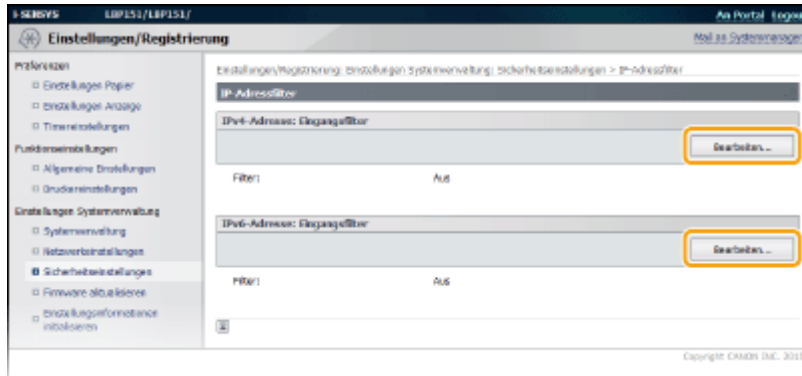 i-SENSYS LBP151/LBP151/ An Portal Logou
Einstellungen/Registrierung Mail an Systemmanager
Präferenzen
Einstellungen Papier
Einstellungen Anzeige
Timereinstellungen
Funktionseinstellungen
Allgemeine Einstellungen
Druckereinstellungen
Einstellungen Systemverwaltung
Systemverwaltung
Netzwerkeinstellungen
Sicherheitseinstellungen
Firmware aktualisieren
Einstellungsinformationen
initialisieren
Einstellungen/Registrierung: Einstellungen Systemverwaltung: Sicherheitseinstellungen > IP-Adressfilter
IP-Adressfilter
IPv4-Adresse: Eingangsfilter
Bearbeiten...
Filter: Aus
IPv6-Adresse: Eingangsfilter
Bearbeiten...
Filter: Aus
Copyright CANON INC. 201